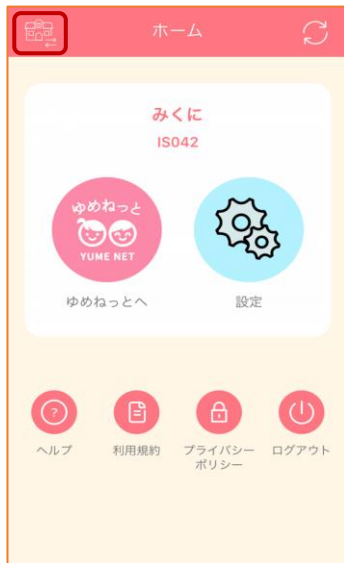 ホーム
みくに
IS042
ゆめねっと
YUME NET
ゆめねっとへ
設定
?
ヘルプ
利用規約
プライバシー
ポリシー
ログアウト